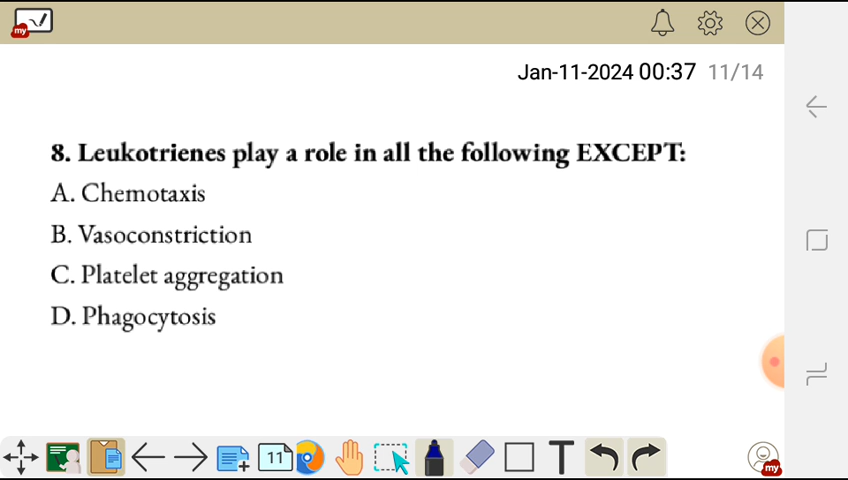 my
Jan-11-2024 00:37 11/14
8. Leukotrienes play a role in all the following EXCEPT:
A. Chemotaxis
B. Vasoconstriction
C. Platelet aggregation
D. Phagocytosis
11
T
my